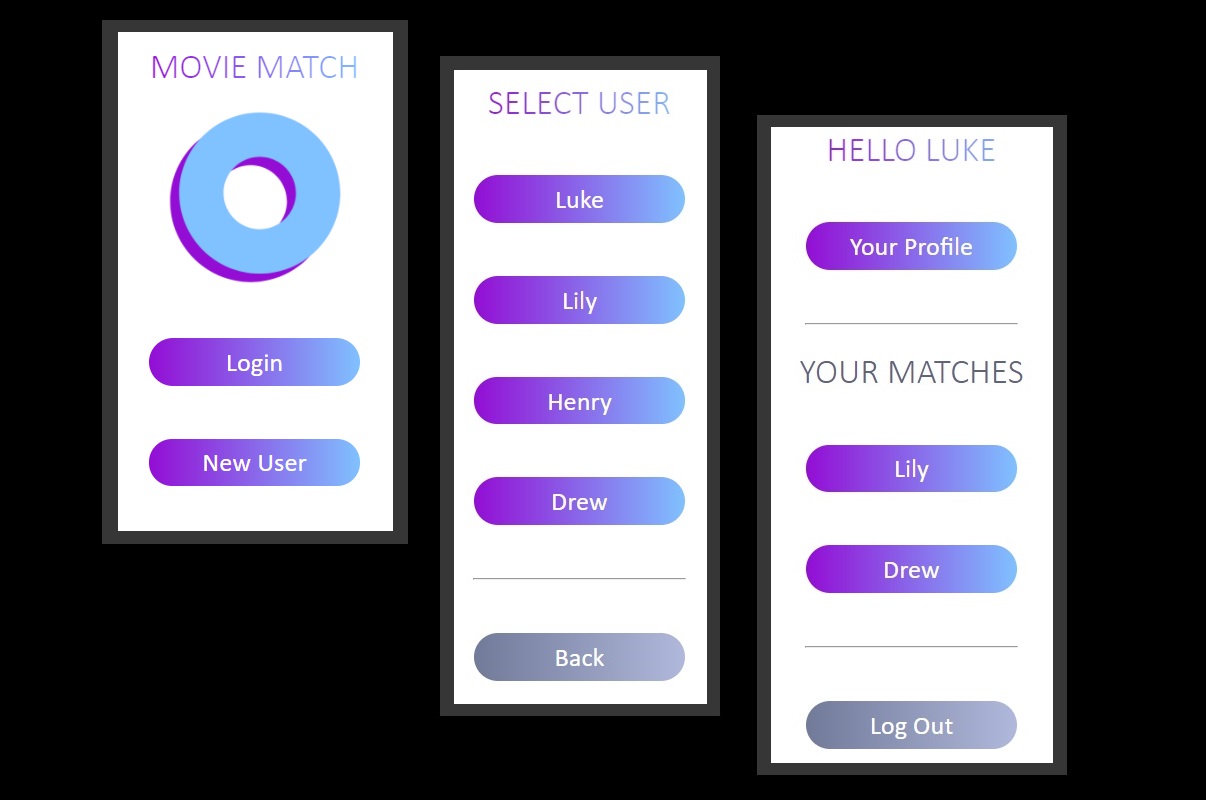 MOVIE MATCH
Login
New User
SELECT USER
Luke
Lily
Henry
Drew
Back
HELLO LUKE
Your Profile
YOUR MATCHES
Lily
Drew
Log Out